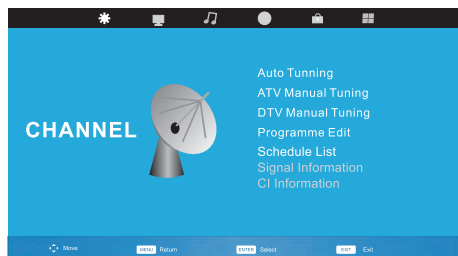 CHANNEL
Auto Tunning
ATV Manual Tuning
DTV Manual Tuning
Programme Edit
Schedule List
Signal Information
CI Information
Move MENU Return ENTER Select EXIT Exit